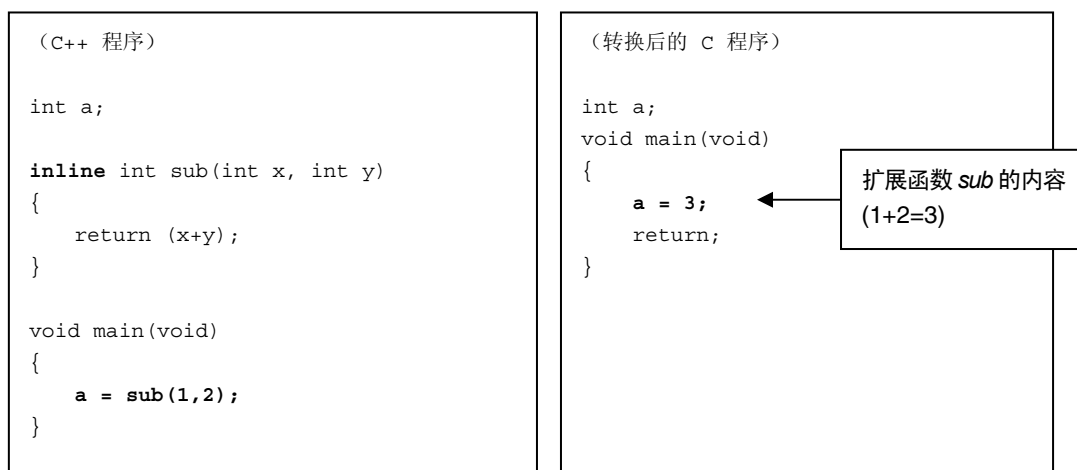 （C++ 程序）
int a;
inline int sub(int x, int y)
{
return (x+y);
}
void main(void)
{
a = sub(1,2);
}
（转换后的 C 程序）
int a;
void main(void)
{
a = 3;
return;
}
扩展函数 sub 的内容
(1+2=3)